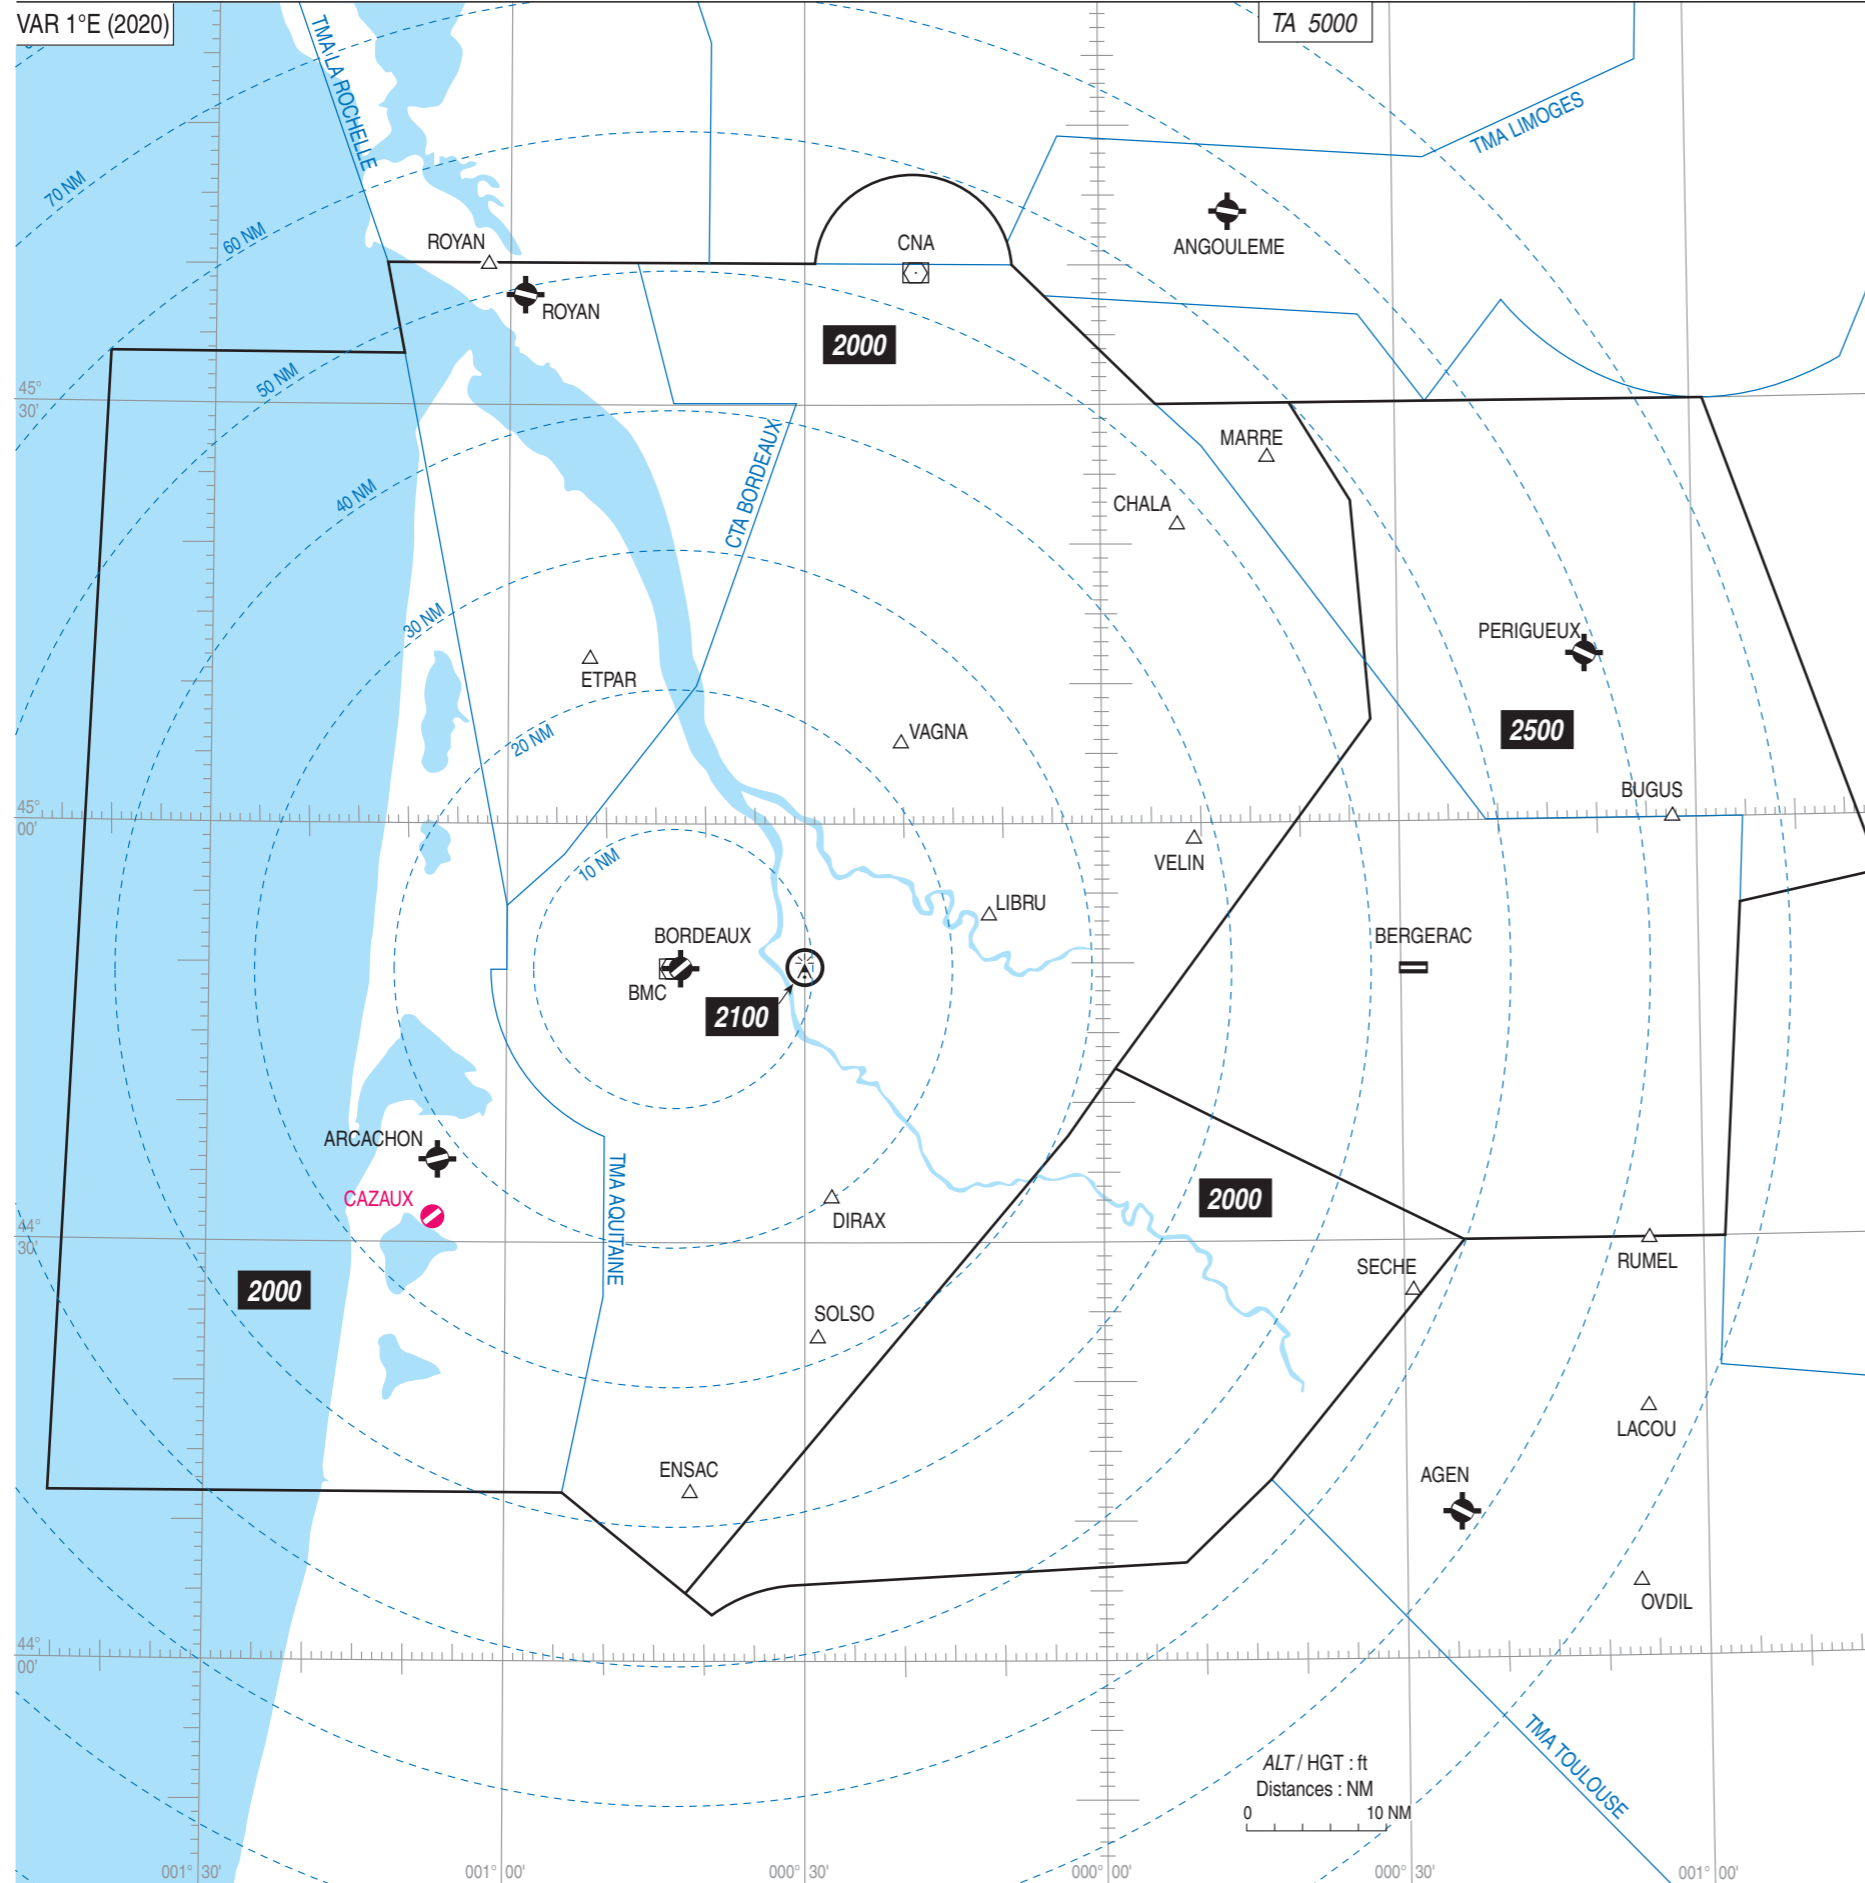 VAR 1°E (2020)
TA 5000
TMA LA ROCHELLE
TMA LIMOGES
70 NM
60 NM
ROYAN
CNA
ANGOULEME
ROYAN
2000
50 NM
45°
30'
MARRE
CTA BORDEAUX
40 NM
CHALA
30 NM
PERIGUEUX
ETPAR
2500
VAGNA
20 NM
BUGUS
45°
00'
10 NM
VELIN
LIBRU
BORDEAUX
BERGERAC
BMC
2100
ARCACHON
TMA AQUITAINE
CAZAUX
2000
DIRAX
44°
30'
SECHE
RUMEL
2000
SOLSO
LACOU
ENSAC
AGEN
OVDIL
44°
00'
TMA TOULOUSE
ALT / HGT : ft
Distances : NM
0 10 NM
001° 30' 001° 00' 000° 30' 000° 00' 000° 30' 001° 00'